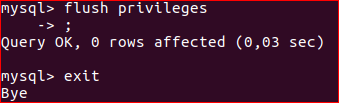 mysql> flush privileges
    -> ;
Query OK, 0 rows affected (0,03 sec)
mysql> exit
Bye